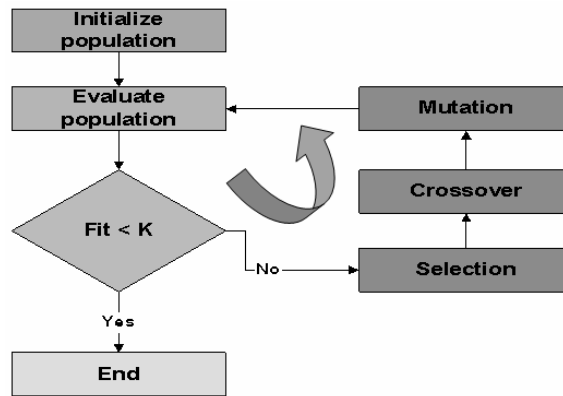 Initialize
population
Evaluate
population
Mutation
Crossover
Fit < K
No
Selection
Yes
End